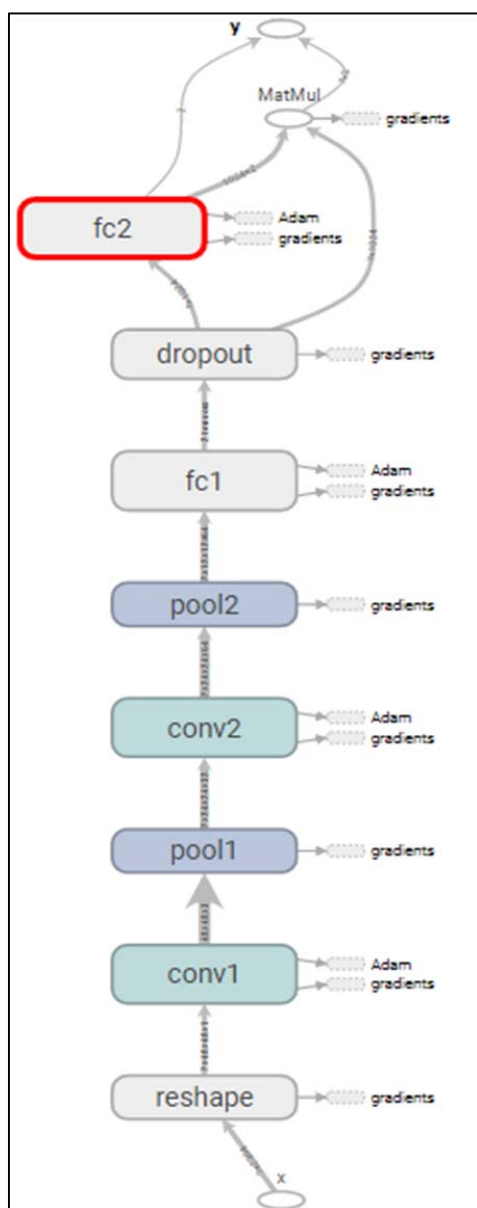 y
MatMul
gradients
fc2
Adam
gradients
dropout
gradients
fc1
Adam
gradients
pool2
gradients
conv2
Adam
gradients
pool1
gradients
conv1
Adam
gradients
reshape
gradients
x